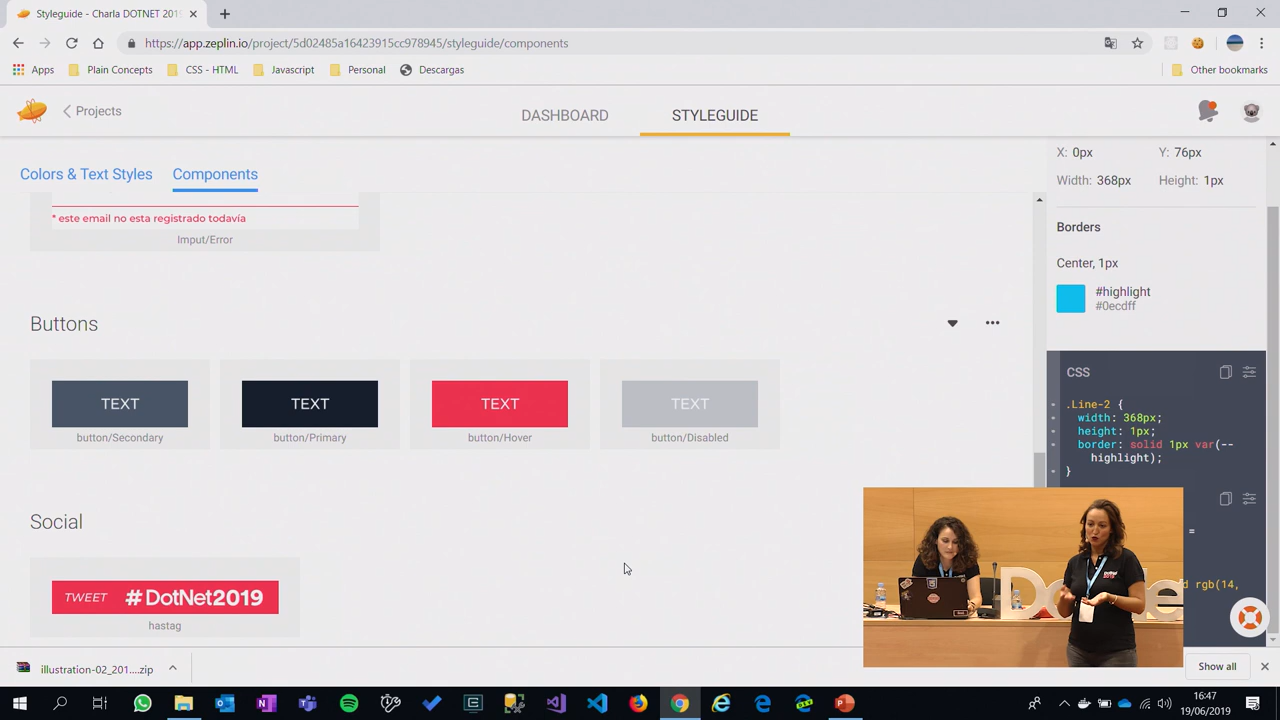 Styleguide - Charla DOTNET 2019
https://app.zeplin.io/project/5d02485a16423915cc978945/styleguide/components
Apps
Plain Concepts
CSS - HTML
Javascript
Personal
Descargas
Other bookmarks
Projects
DASHBOARD
STYLEGUIDE
Colors & Text Styles
Components
* este email no esta registrado todavía
Imput/Error
Buttons
TEXT
button/Secondary
TEXT
button/Primary
TEXT
button/Hover
TEXT
button/Disabled
Social
TWEET #DotNet2019
hastag
X: 0px
Y: 76px
Width: 368px
Height: 1px
Borders
Center, 1px
#highlight
#0ecdff
CSS
.Line-2 {
width: 368px;
height: 1px;
border: solid 1px var(--
highlight);
}
=
d rgb(14,
illustration-02_201....zip
Show all
16:47
19/06/2019